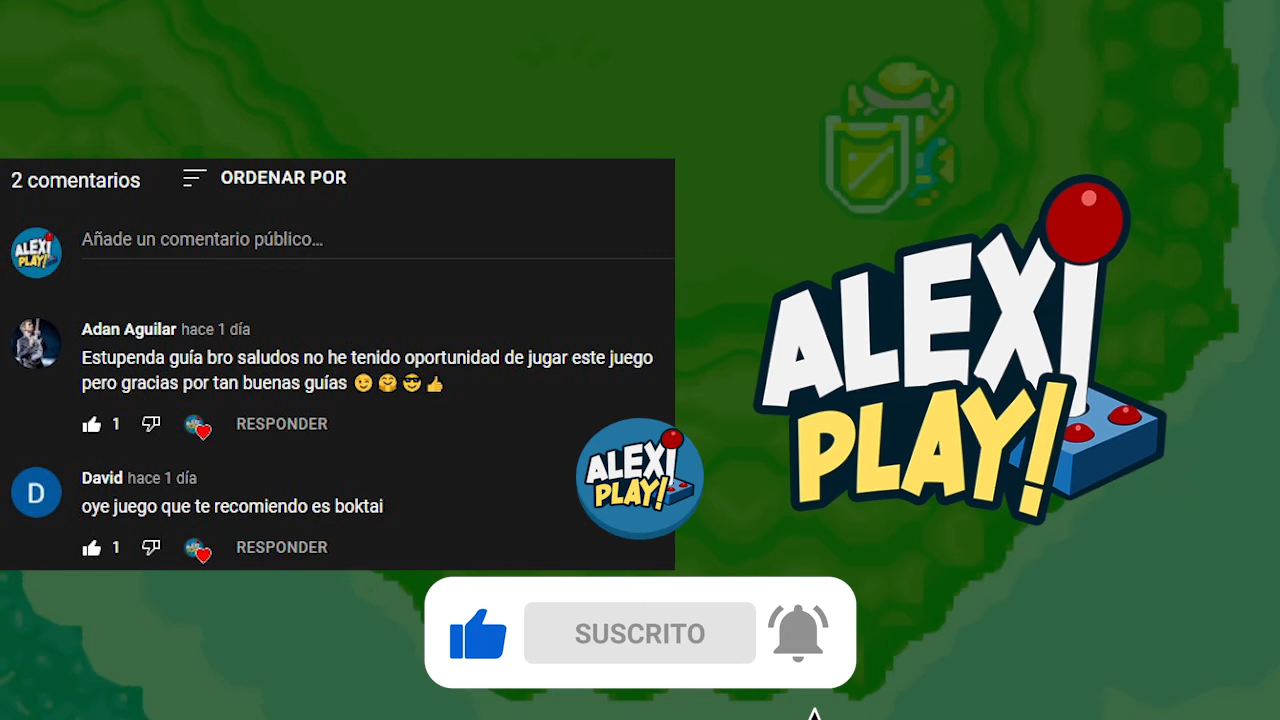 2 comentarios
ORDENAR POR
ALEXI
PLAY!
Añade un comentario público...
Adan Aguilar hace 1 día
Estupenda guía bro saludos no he tenido oportunidad de jugar este juego
pero gracias por tan buenas guías 😉 🤗 😎 👍
1
RESPONDER
D
David hace 1 día
oye juego que te recomiendo es boktai
1
RESPONDER
ALEXI
PLAY!
ALEXI
PLAY!
SUSCRITO